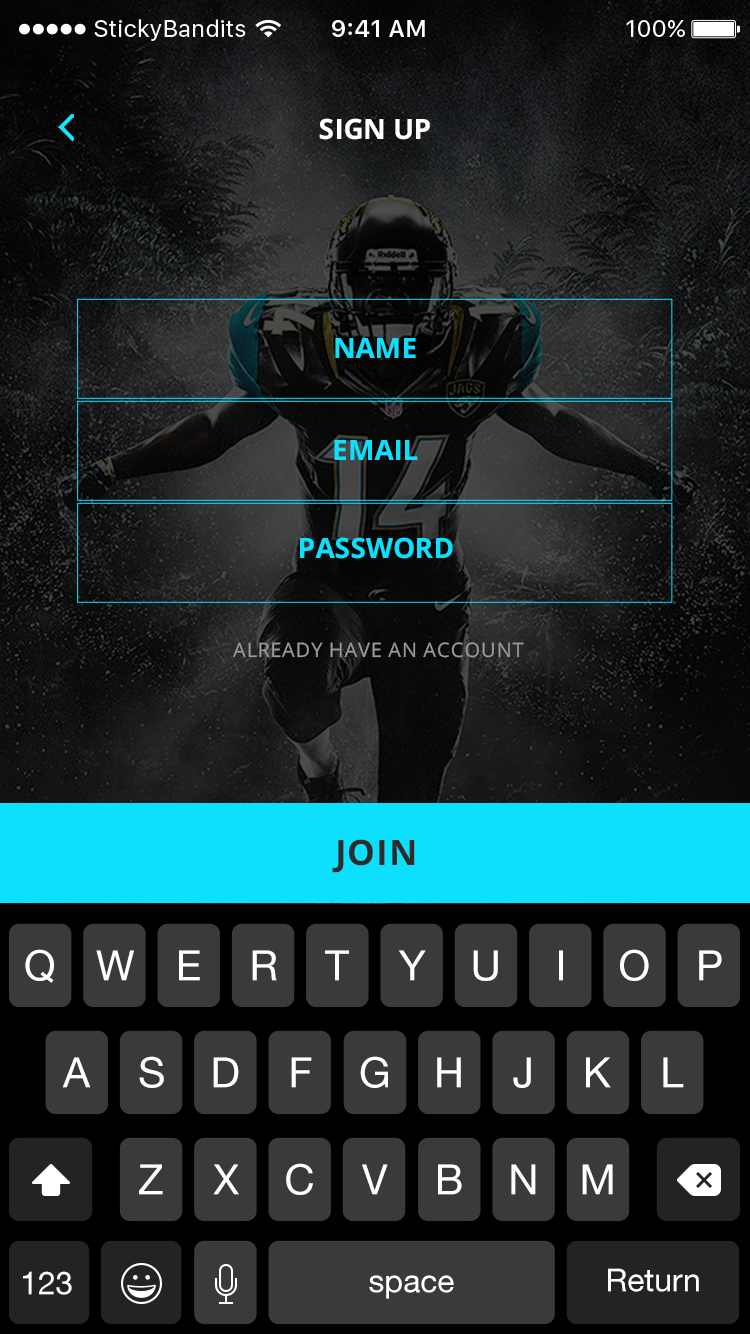 StickyBandits 9:41 AM 100%
SIGN UP
Riddell
NAME
JAGS
EMAIL
14
PASSWORD
ALREADY HAVE AN ACCOUNT
JOIN
Q W E R T Y U I O P
A S D F G H J K L
Z X C V B N M
123 space Return